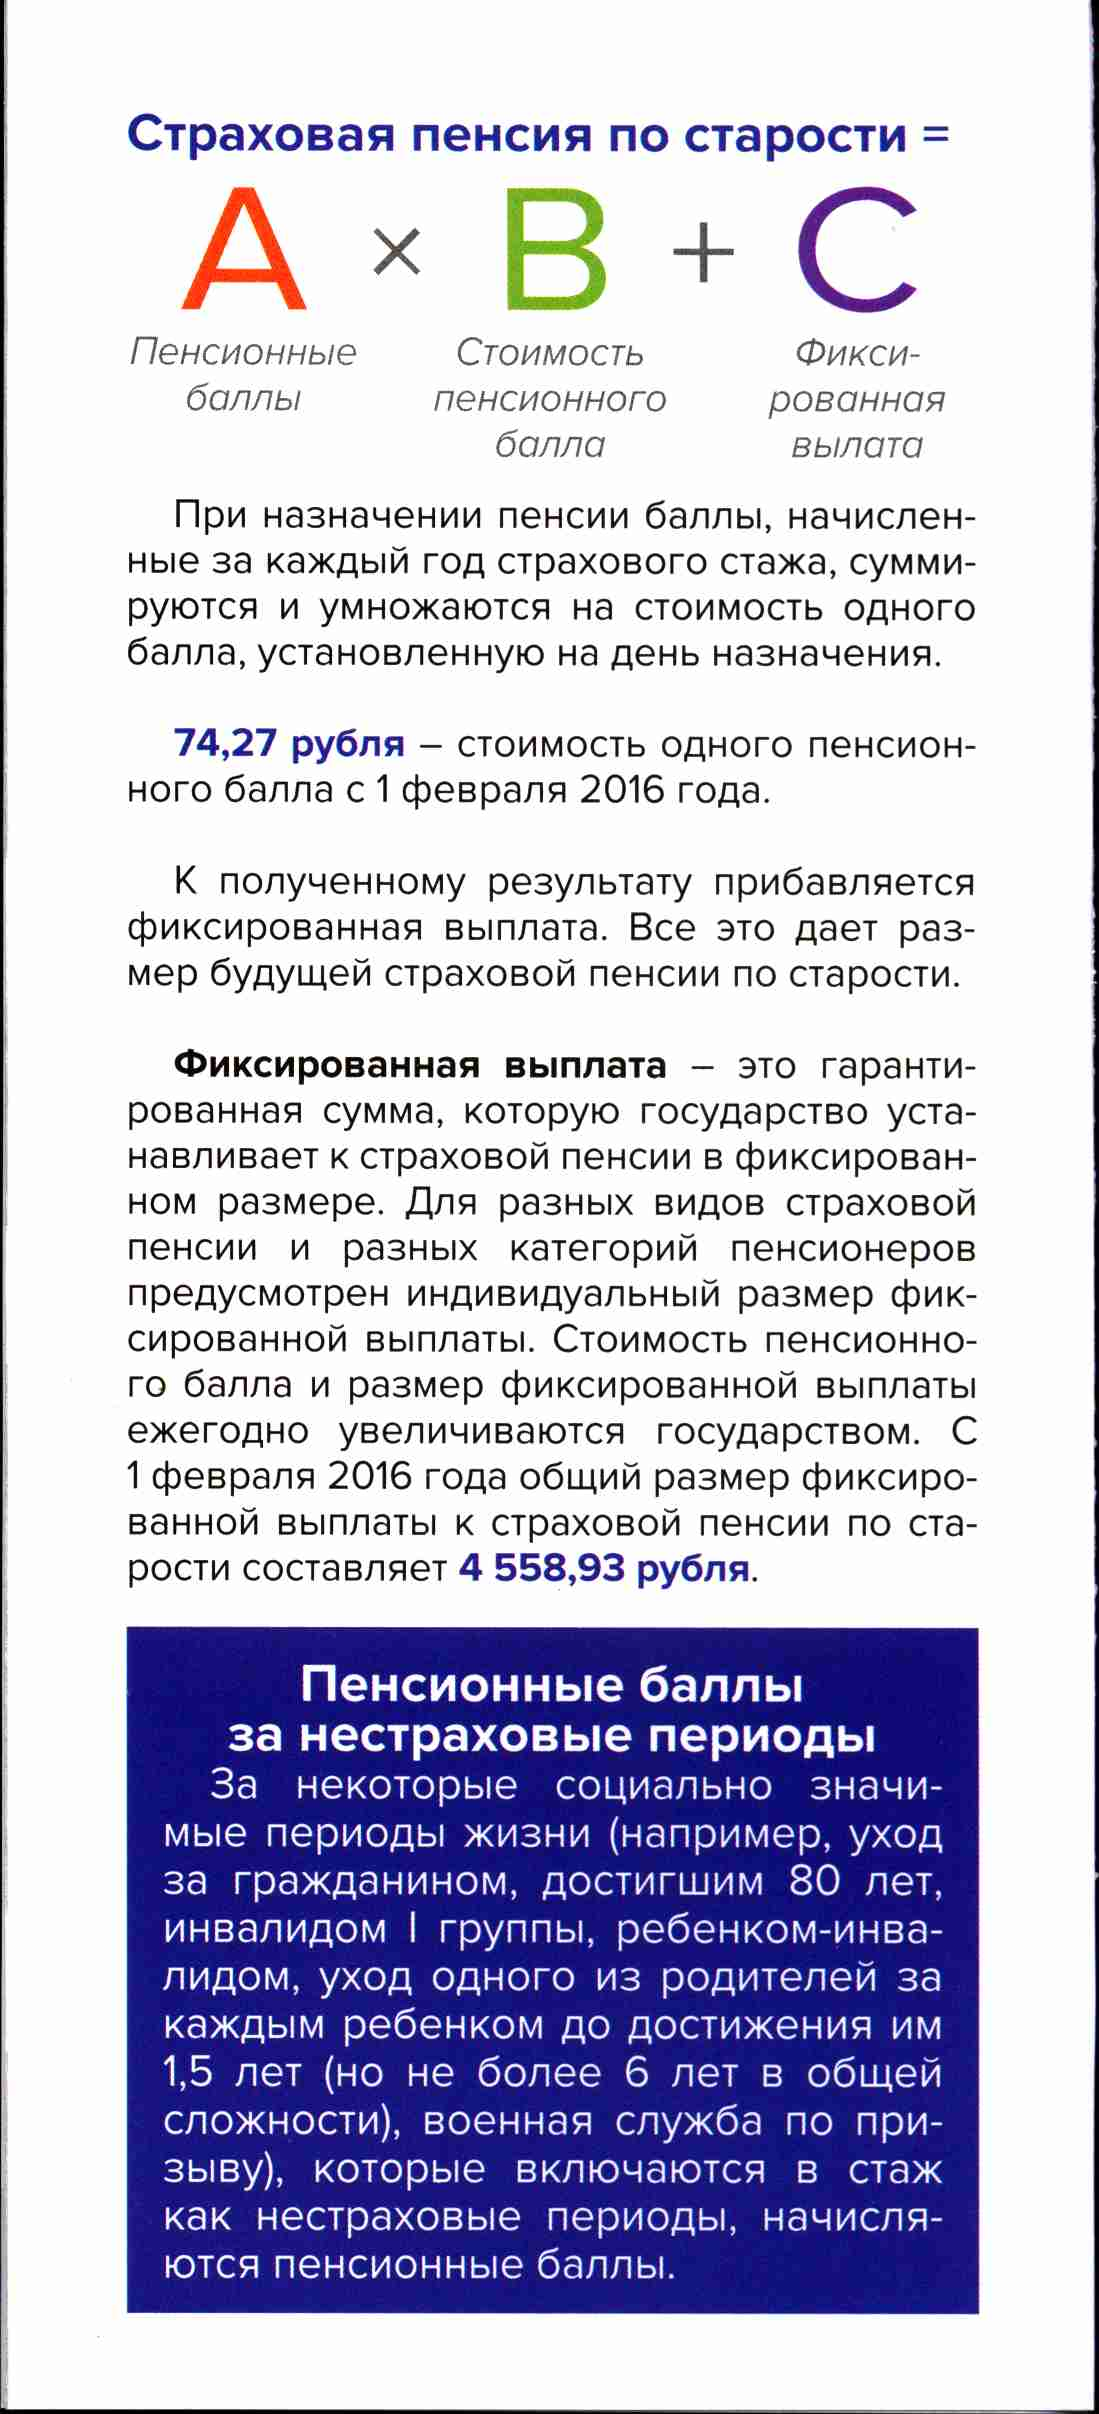 Страховая пенсия по старости =
A × B + C
Пенсионные Стоимость Фикси-
баллы пенсионного рованная
балла вылата
При назначении пенсии баллы, начислен-
ные за каждый год страхового стажа, сумми-
руются и умножаются на стоимость одного
балла, установленную на день назначения.
74,27 рубля – стоимость одного пенсион-
ного балла с 1 февраля 2016 года.
К полученному результату прибавляется
фиксированная выплата. Все это дает раз-
мер будущей страховой пенсии по старости.
Фиксированная выплата – это гаранти-
рованная сумма, которую государство уста-
навливает к страховой пенсии в фиксирован-
ном размере. Для разных видов страховой
пенсии и разных категорий пенсионеров
предусмотрен индивидуальный размер фик-
сированной выплаты. Стоимость пенсионно-
го балла и размер фиксированной выплаты
ежегодно увеличиваются государством. С
1 февраля 2016 года общий размер фиксиро-
ванной выплаты к страховой пенсии по ста-
рости составляет 4 558,93 рубля.
Пенсионные баллы
за нестраховые периоды
За некоторые социально значи-
мые периоды жизни (например, уход
за гражданином, достигшим 80 лет,
инвалидом I группы, ребенком-инва-
лидом, уход одного из родителей за
каждым ребенком до достижения им
1,5 лет (но не более 6 лет в общей
сложности), военная служба по при-
зыву), которые включаются в стаж
как нестраховые периоды, начисля-
ются пенсионные баллы.